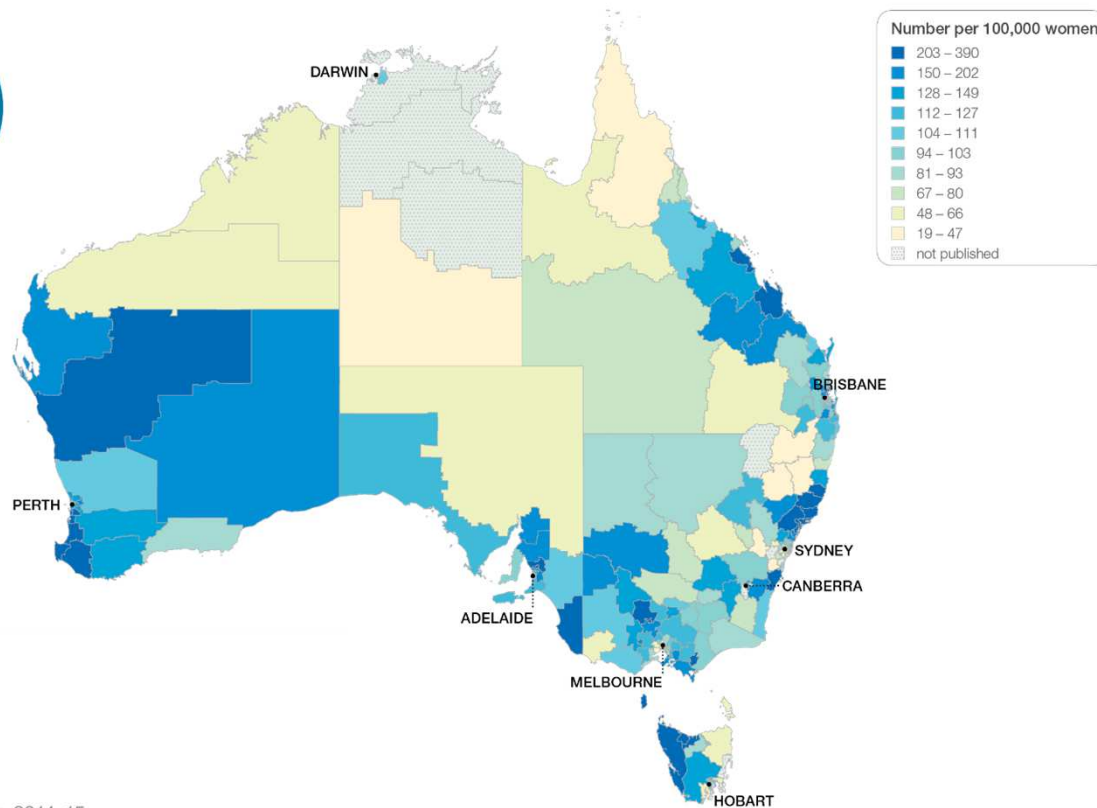 Number per 100,000 women
203 – 390
150 – 202
128 – 149
112 – 127
104 – 111
94 – 103
81 – 93
67 – 80
48 – 66
19 – 47
not published
DARWIN
BRISBANE
PERTH
SYDNEY
CANBERRA
ADELAIDE
MELBOURNE
HOBART